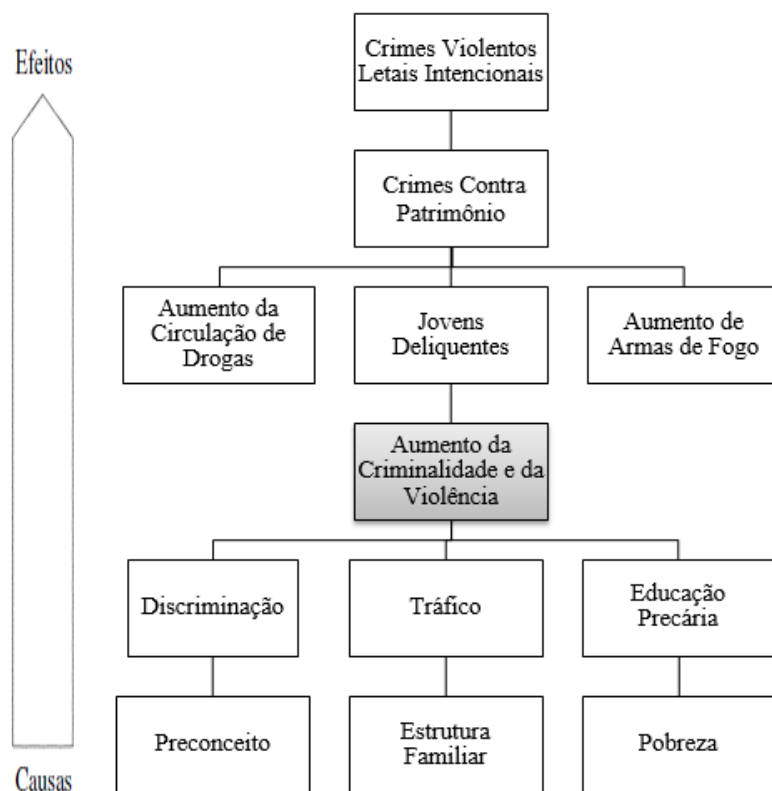 Efeitos
Crimes Violentos
Letais Intencionais
Crimes Contra
Patrimônio
Aumento da
Circulação de
Drogas
Jovens
Deliquentes
Aumento de
Armas de Fogo
Aumento da
Criminalidade e da
Violência
Discriminação
Tráfico
Educação
Precária
Preconceito
Estrutura
Familiar
Pobreza
Causas